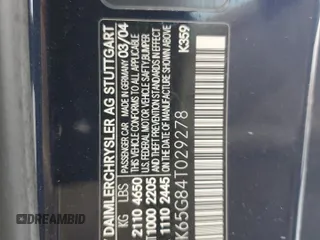 DAIMLERCHRYSLER AG STUTTGART
PASSENGER CAR MADE IN GERMANY 03/04
THIS VEHICLE CONFORMS TO ALL APPLICABLE
U.S. FEDERAL MOTOR VEHICLE SAFETY, BUMPER
AND THEFT PREVENTION STANDARDS IN EFFECT
ON THE DATE OF MANUFACTURE SHOWN ABOVE
KG LBS
2110 4650
1000 2205
1110 2445
K65G84T029278
K359
DREAMBID